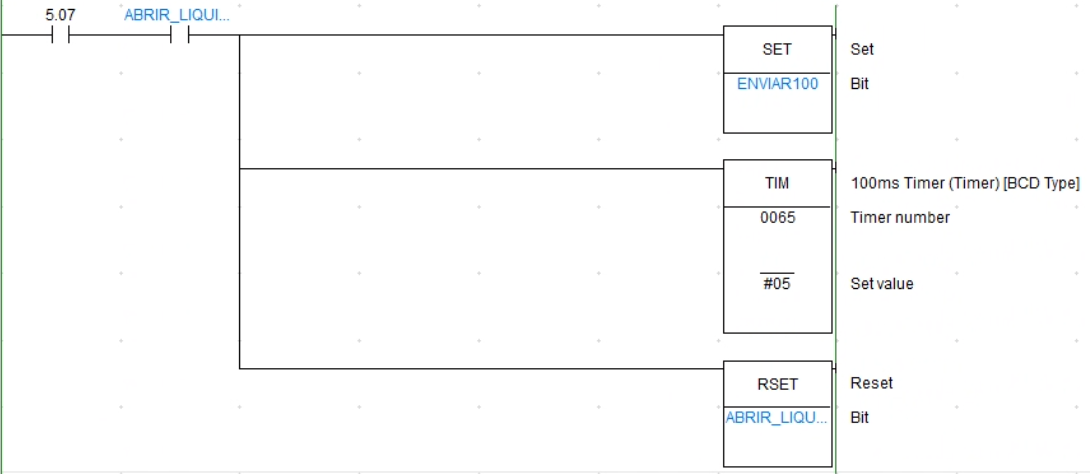 5.07 ABRIR_LIQUI...
SET Set
ENVIAR100 Bit
TIM 100ms Timer (Timer) [BCD Type]
0065 Timer number
#05 Set value
RSET Reset
ABRIR_LIQU... Bit